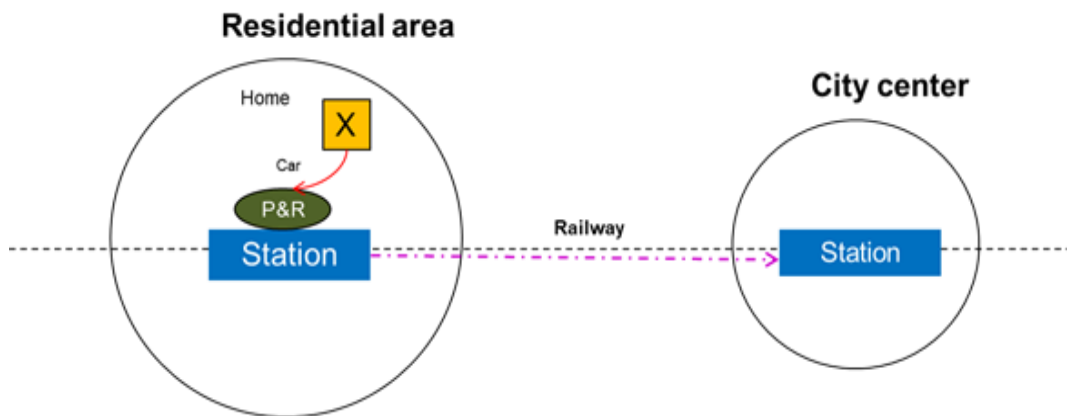 Residential area
City center
Home
X
Car
P&R
Station
Railway
Station